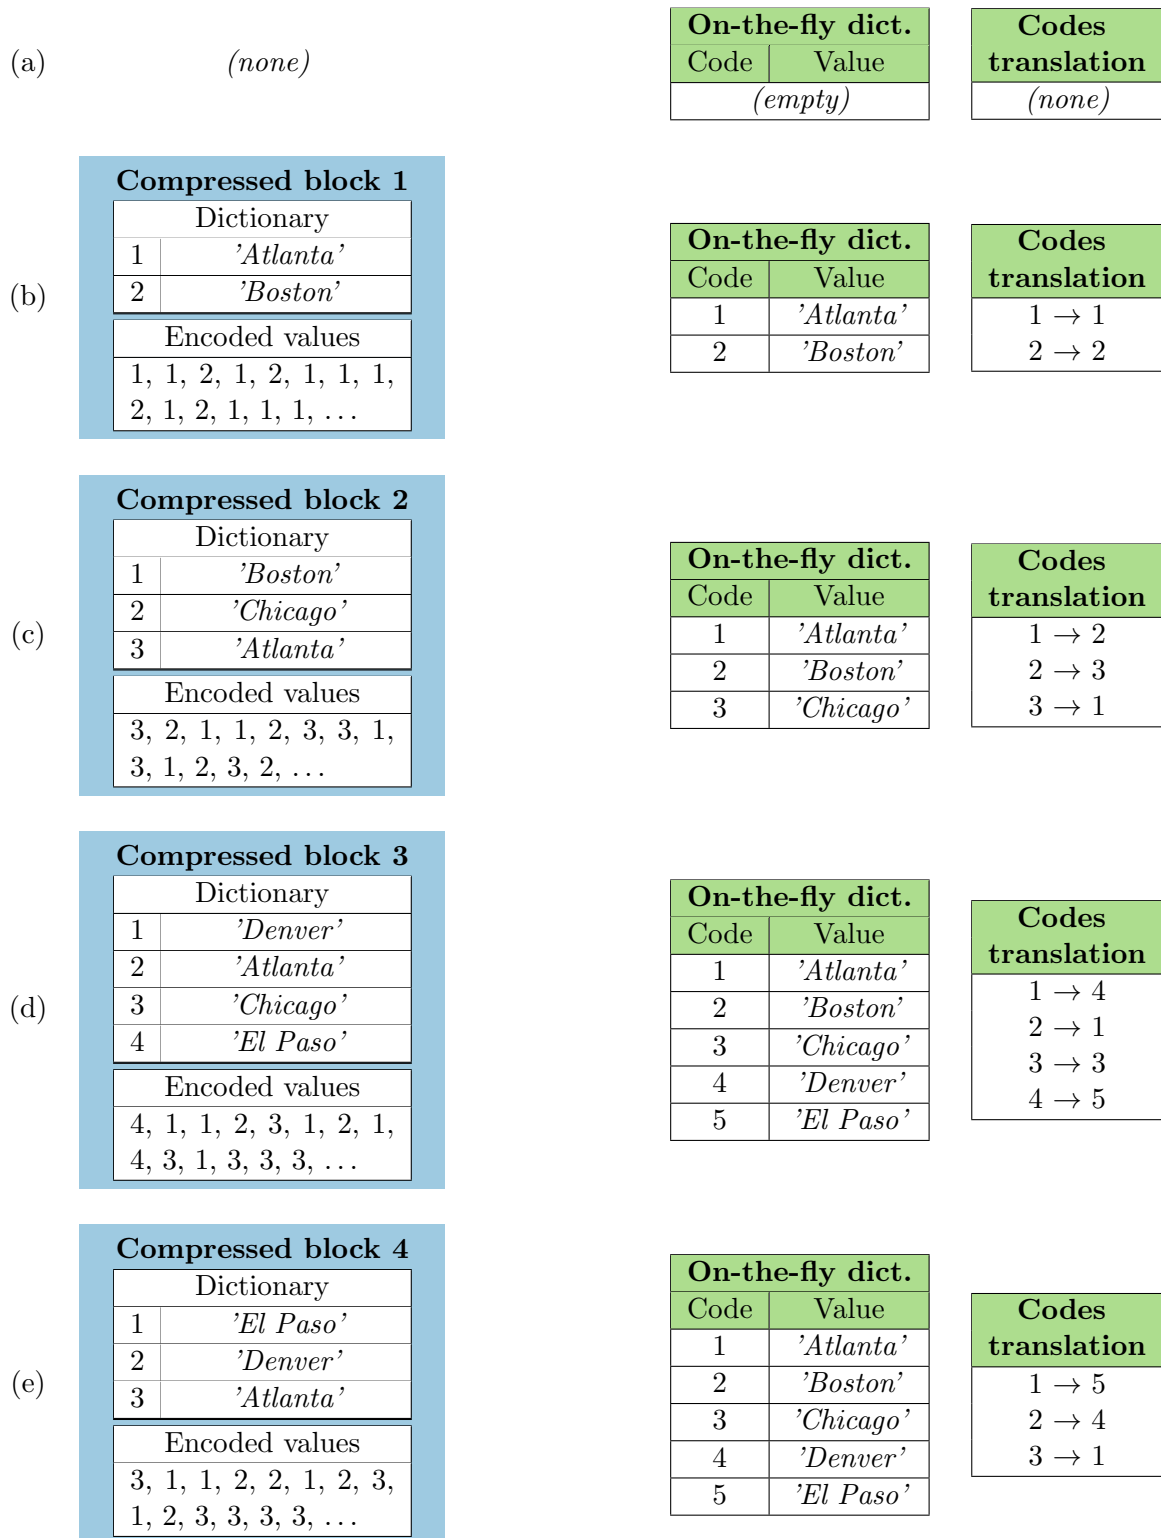 (a)
(none)
On-the-fly dict.
Code Value
(empty)
Codes
translation
(none)
(b)
Compressed block 1
Dictionary
1 'Atlanta'
2 'Boston'
Encoded values
1, 1, 2, 1, 2, 1, 1, 1,
2, 1, 2, 1, 1, 1, ...
On-the-fly dict.
Code Value
1 'Atlanta'
2 'Boston'
Codes
translation
1 → 1
2 → 2
(c)
Compressed block 2
Dictionary
1 'Boston'
2 'Chicago'
3 'Atlanta'
Encoded values
3, 2, 1, 1, 2, 3, 3, 1,
3, 1, 2, 3, 2, ...
On-the-fly dict.
Code Value
1 'Atlanta'
2 'Boston'
3 'Chicago'
Codes
translation
1 → 2
2 → 3
3 → 1
(d)
Compressed block 3
Dictionary
1 'Denver'
2 'Atlanta'
3 'Chicago'
4 'El Paso'
Encoded values
4, 1, 1, 2, 3, 1, 2, 1,
4, 3, 1, 3, 3, 3, ...
On-the-fly dict.
Code Value
1 'Atlanta'
2 'Boston'
3 'Chicago'
4 'Denver'
5 'El Paso'
Codes
translation
1 → 4
2 → 1
3 → 3
4 → 5
(e)
Compressed block 4
Dictionary
1 'El Paso'
2 'Denver'
3 'Atlanta'
Encoded values
3, 1, 1, 2, 2, 1, 2, 3,
1, 2, 3, 3, 3, 3, ...
On-the-fly dict.
Code Value
1 'Atlanta'
2 'Boston'
3 'Chicago'
4 'Denver'
5 'El Paso'
Codes
translation
1 → 5
2 → 4
3 → 1